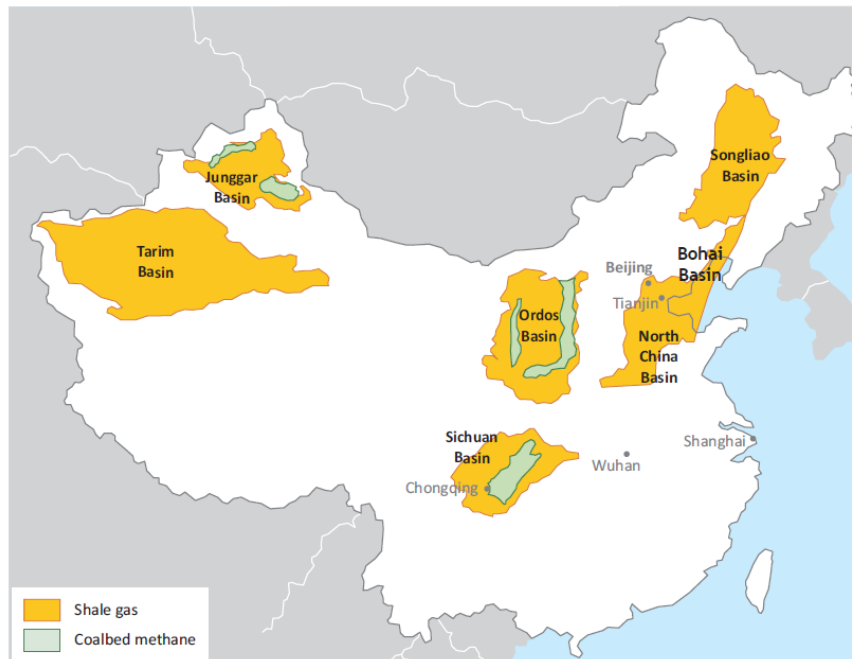 Songliao
Basin
Junggar
Basin
Tarim
Basin
Bohai
Basin
Beijing
Tianjin
Ordos
Basin
North
China
Basin
Sichuan
Basin
Shanghai
Wuhan
Chongqing
Shale gas
Coalbed methane